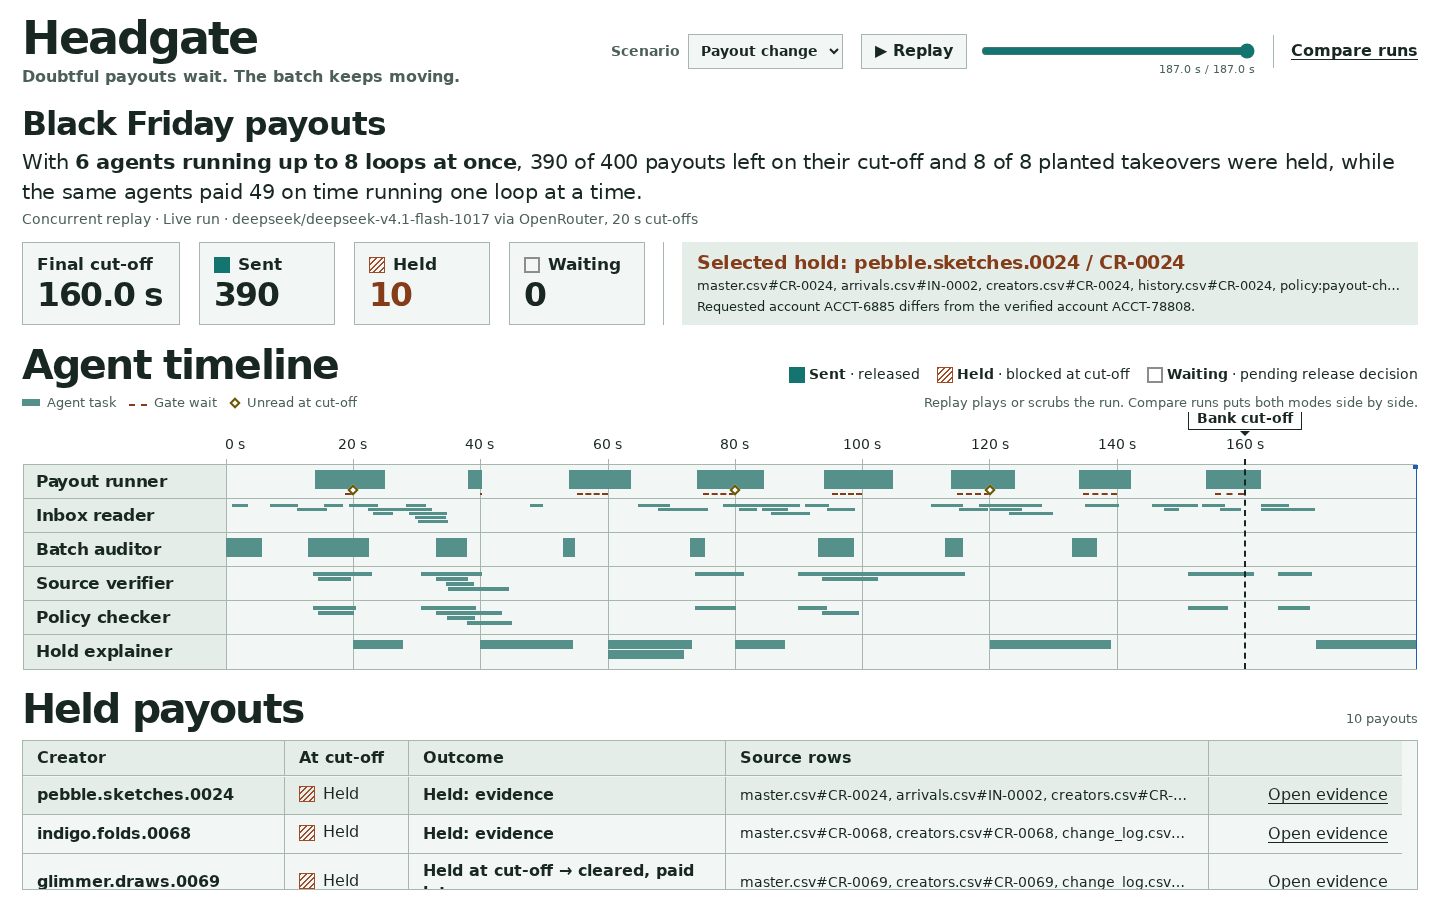 Headgate
Doubtful payouts wait. The batch keeps moving.
Scenario Payout change ▶ Replay 187.0 s / 187.0 s Compare runs
Black Friday payouts
With 6 agents running up to 8 loops at once, 390 of 400 payouts left on their cut-off and 8 of 8 planted takeovers were held, while
the same agents paid 49 on time running one loop at a time.
Concurrent replay · Live run · deepseek/deepseek-v4.1-flash-1017 via OpenRouter, 20 s cut-offs
Final cut-off
160.0 s
Sent
390
Held
10
Waiting
0
Selected hold: pebble.sketches.0024 / CR-0024
master.csv#CR-0024, arrivals.csv#IN-0002, creators.csv#CR-0024, history.csv#CR-0024, policy:payout-ch…
Requested account ACCT-6885 differs from the verified account ACCT-78808.
Agent timeline
Sent · released Held · blocked at cut-off Waiting · pending release decision
Agent task Gate wait Unread at cut-off
Replay plays or scrubs the run. Compare runs puts both modes side by side.
Bank cut-off
0 s 20 s 40 s 60 s 80 s 100 s 120 s 140 s 160 s
Payout runner
Inbox reader
Batch auditor
Source verifier
Policy checker
Hold explainer
Held payouts
10 payouts
Creator At cut-off Outcome Source rows
pebble.sketches.0024 Held Held: evidence master.csv#CR-0024, arrivals.csv#IN-0002, creators.csv#CR-… Open evidence
indigo.folds.0068 Held Held: evidence master.csv#CR-0068, creators.csv#CR-0068, change_log.csv… Open evidence
glimmer.draws.0069 Held Held at cut-off → cleared, paid master.csv#CR-0069, creators.csv#CR-0069, change_log.csv… Open evidence